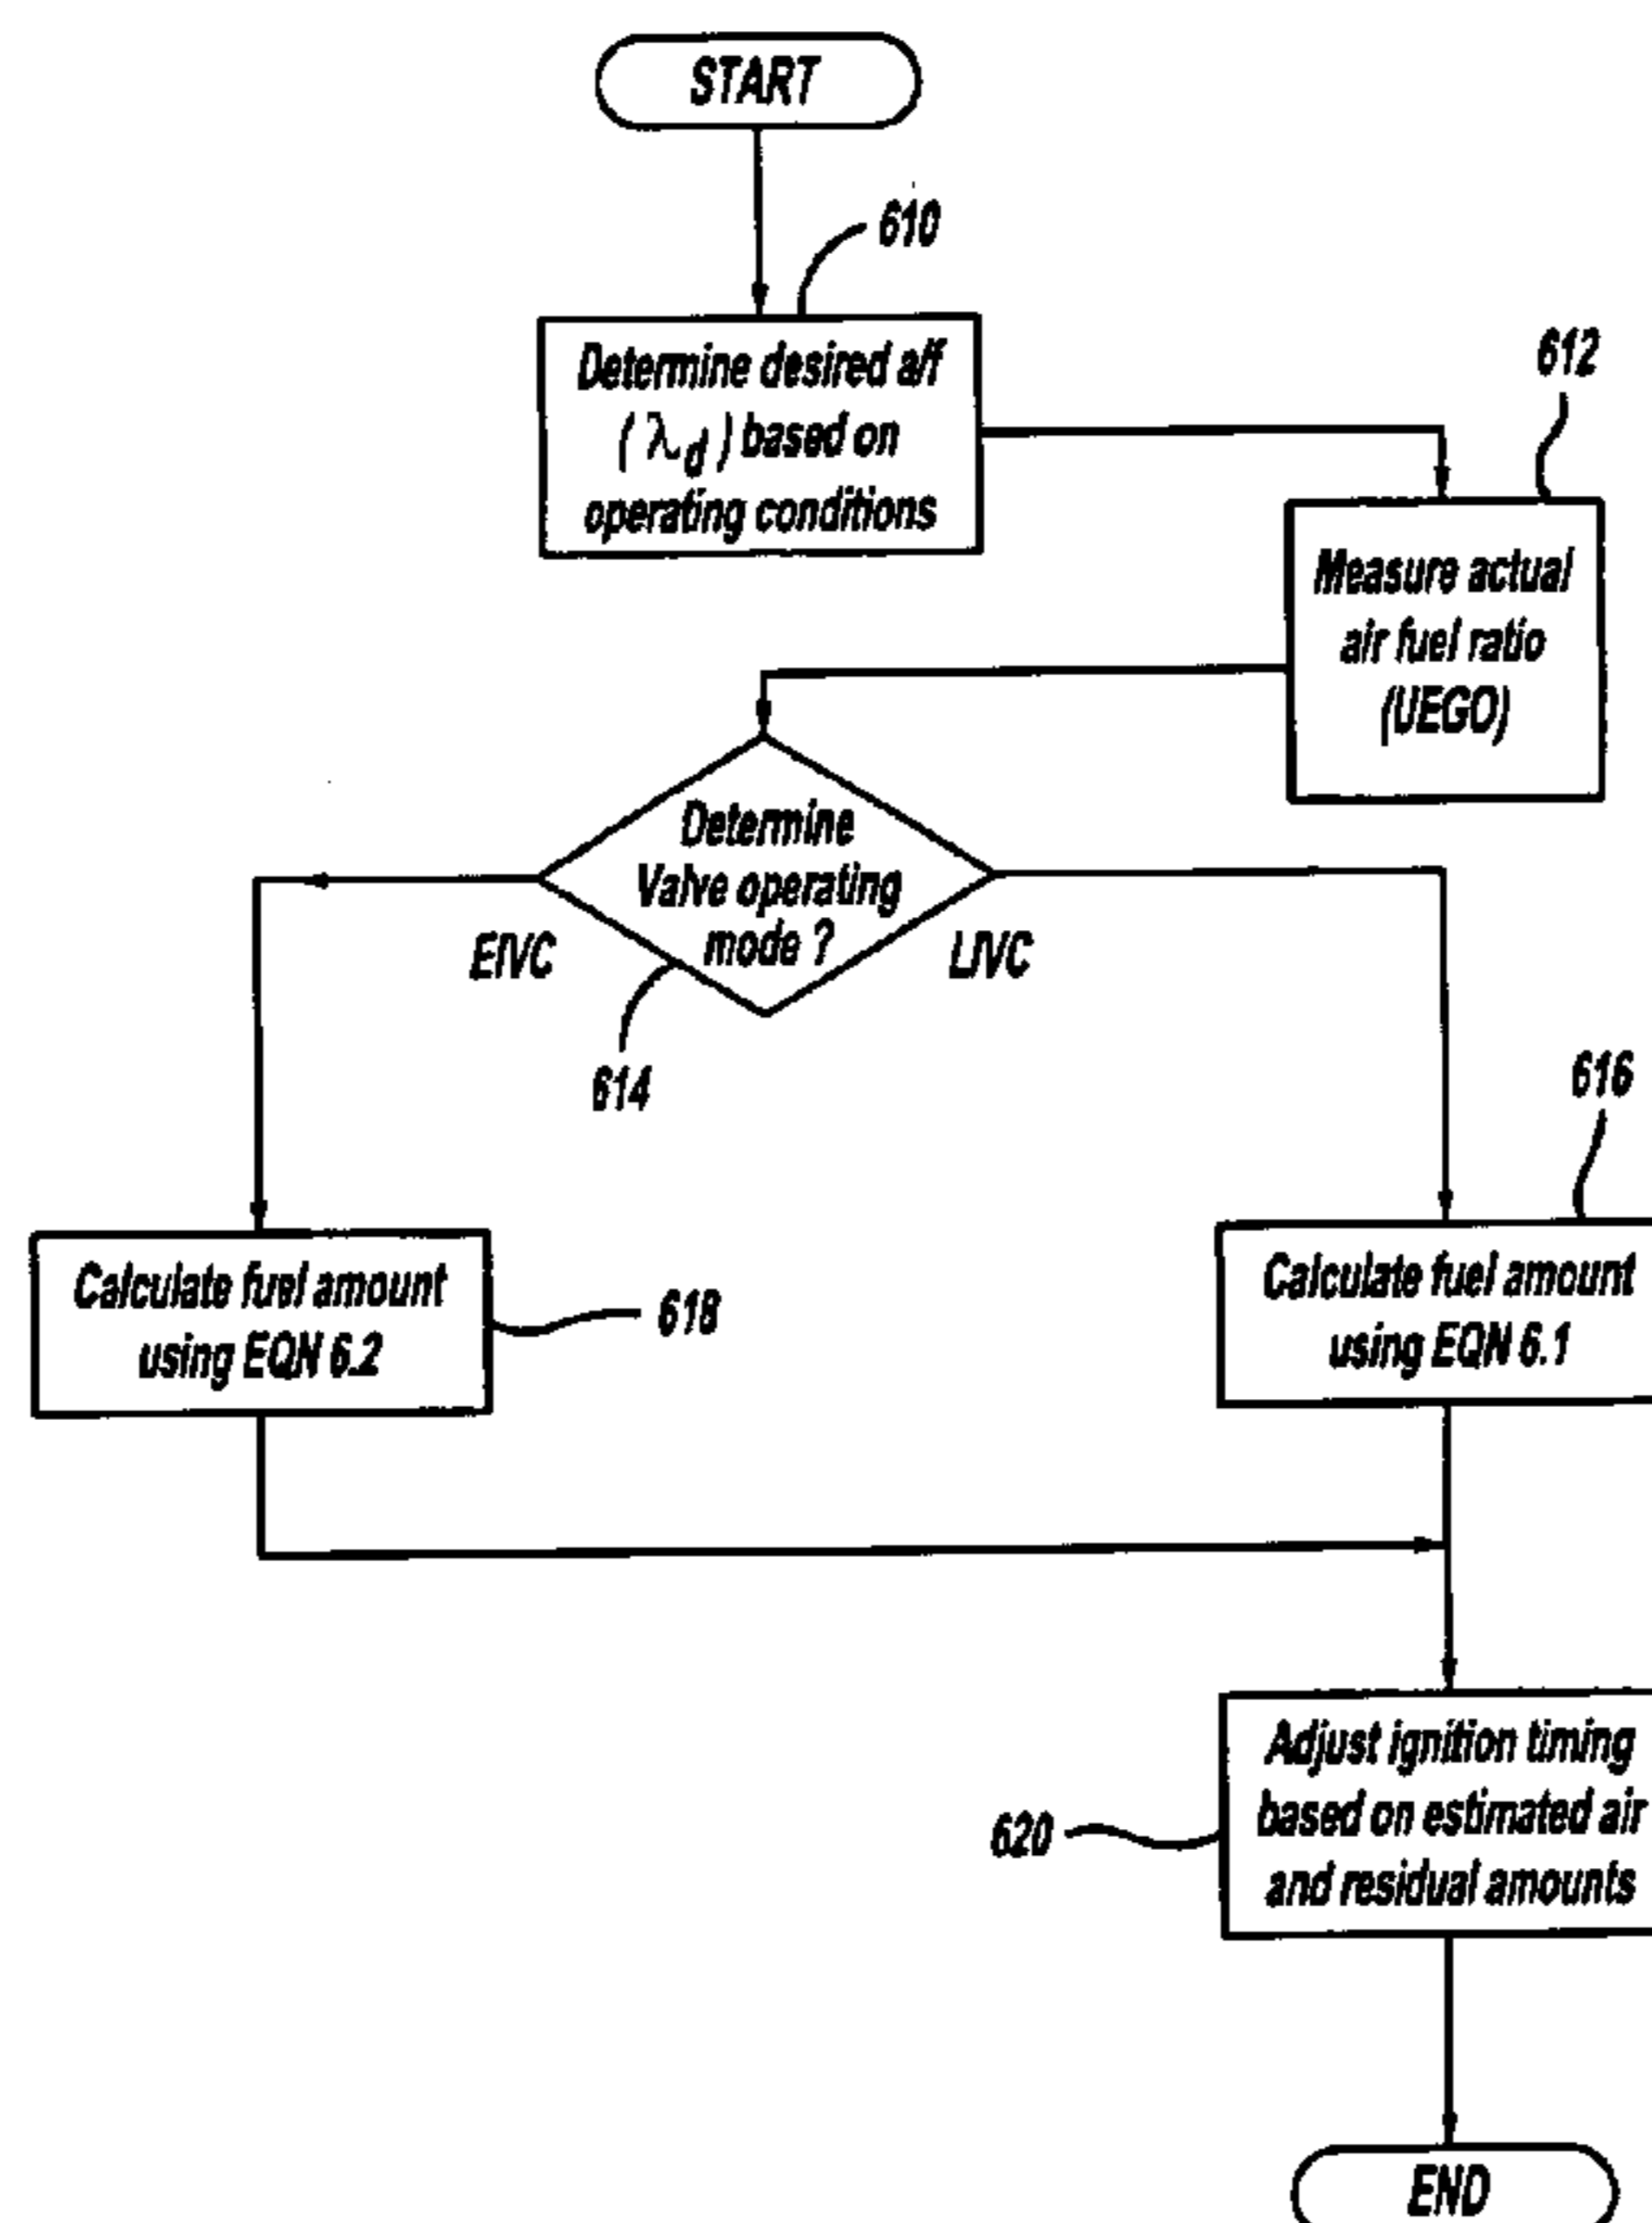 START
610
Determine desired a/f
(λd) based on
operating conditions
612
Measure actual
air fuel ratio
(UEGO)
Determine
Valve operating
mode ?
EIVC
LIVC
614
616
Calculate fuel amount
using EQN 6.2
618
Calculate fuel amount
using EQN 6.1
Adjust ignition timing
based on estimated air
and residual amounts
620
END